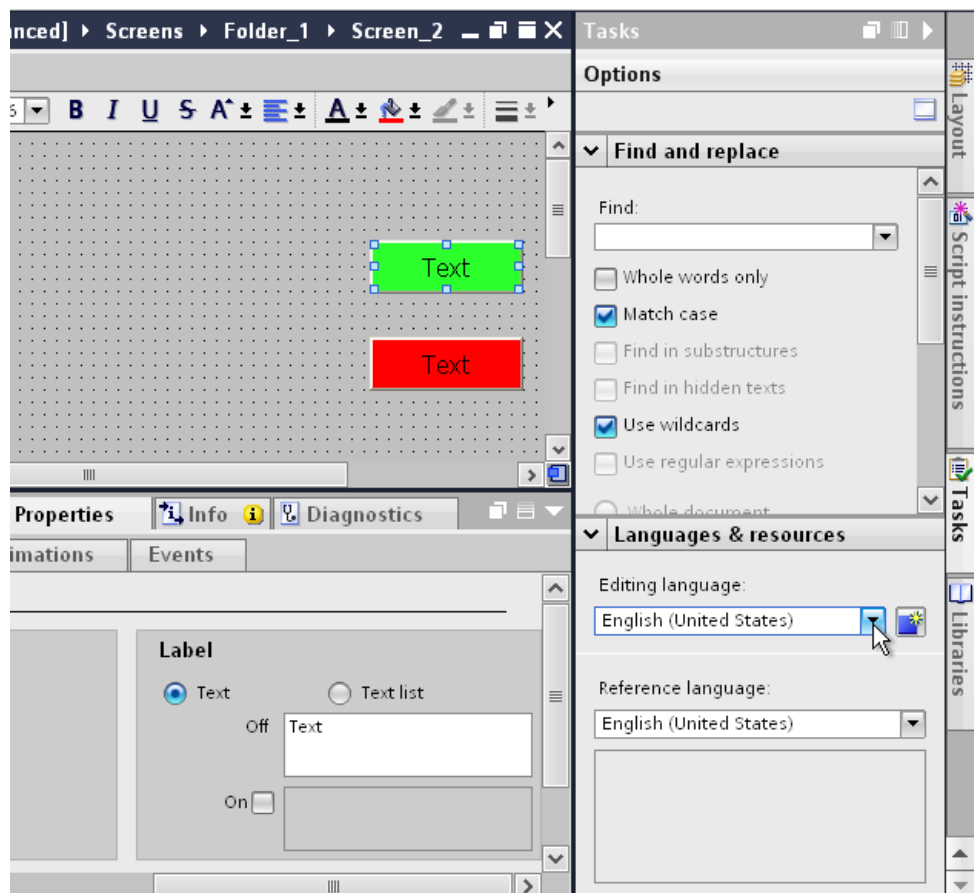 nced] ▸ Screens ▸ Folder_1 ▸ Screen_2
Tasks
Options
B I U S A A
Find and replace
Find:
Whole words only
Match case
Find in substructures
Find in hidden texts
Use wildcards
Use regular expressions
Whole document
Text
Text
Properties Info Diagnostics
imations Events
Label
Text Text list
Off Text
On
Languages & resources
Editing language:
English (United States)
Reference language:
English (United States)
Layout
Script instructions
Tasks
Libraries